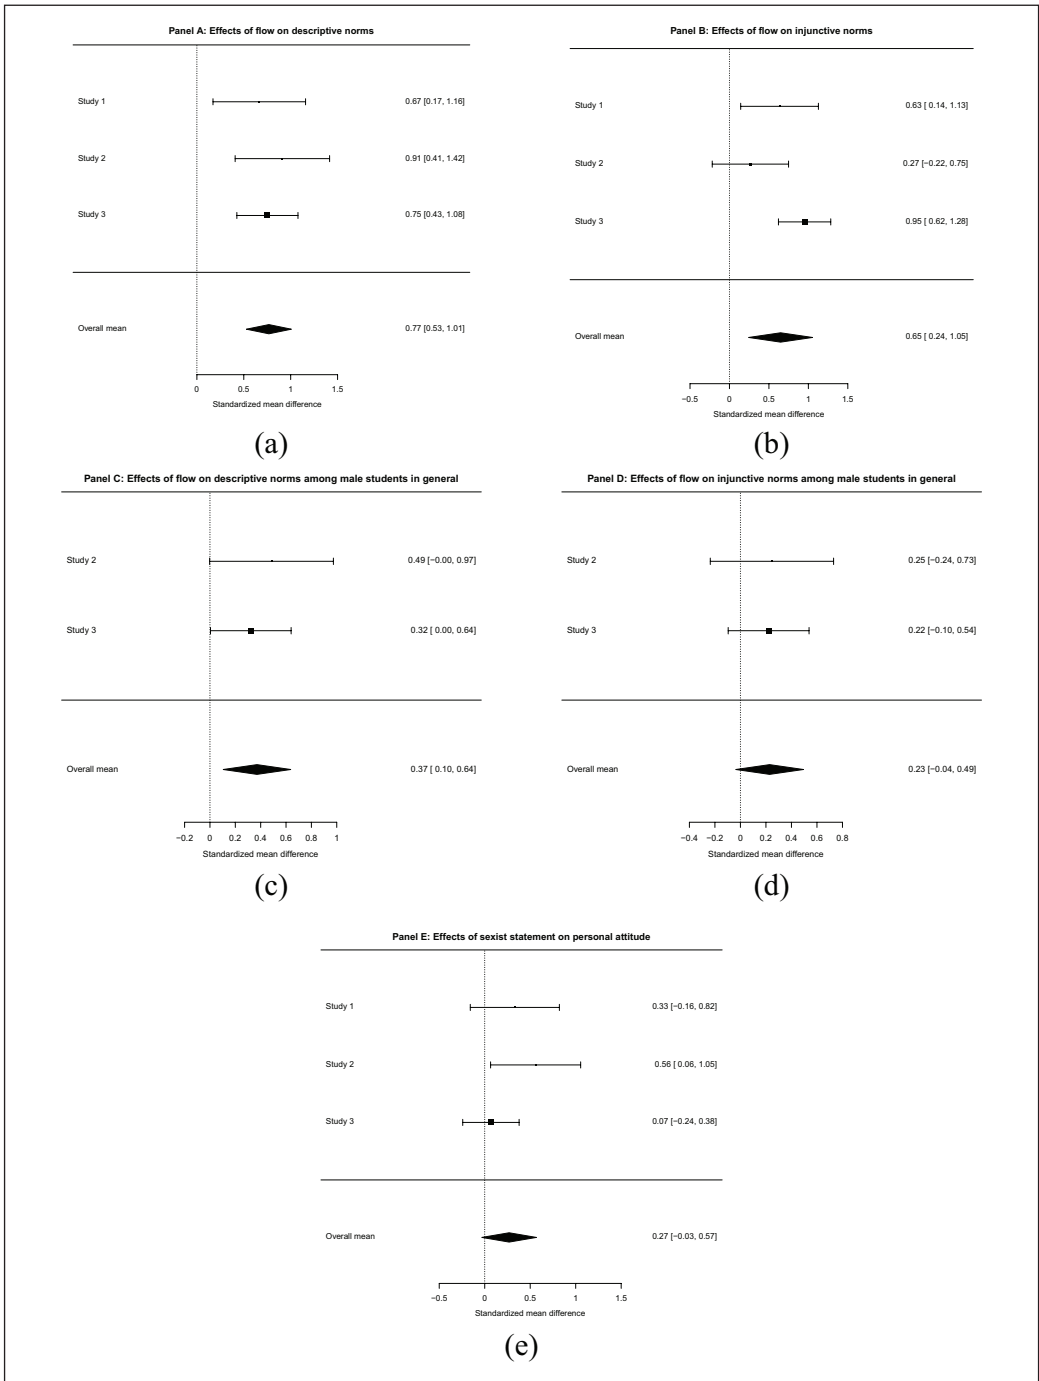 Panel A: Effects of flow on descriptive norms
Study 1 0.67 [0.17, 1.16]
Study 2 0.91 [0.41, 1.42]
Study 3 0.75 [0.43, 1.08]
Overall mean 0.77 [0.53, 1.01]
0 0.5 1 1.5
Standardized mean difference
(a)
Panel B: Effects of flow on injunctive norms
Study 1 0.63 [ 0.14, 1.13]
Study 2 0.27 [−0.22, 0.75]
Study 3 0.95 [ 0.62, 1.28]
Overall mean 0.65 [ 0.24, 1.05]
−0.5 0 0.5 1 1.5
Standardized mean difference
(b)
Panel C: Effects of flow on descriptive norms among male students in general
Study 2 0.49 [−0.00, 0.97]
Study 3 0.32 [ 0.00, 0.64]
Overall mean 0.37 [ 0.10, 0.64]
−0.2 0 0.2 0.4 0.6 0.8 1
Standardized mean difference
(c)
Panel D: Effects of flow on injunctive norms among male students in general
Study 2 0.25 [−0.24, 0.73]
Study 3 0.22 [−0.10, 0.54]
Overall mean 0.23 [−0.04, 0.49]
−0.4 −0.2 0 0.2 0.4 0.6 0.8
Standardized mean difference
(d)
Panel E: Effects of sexist statement on personal attitude
Study 1 0.33 [−0.16, 0.82]
Study 2 0.56 [ 0.06, 1.05]
Study 3 0.07 [−0.24, 0.38]
Overall mean 0.27 [−0.03, 0.57]
−0.5 0 0.5 1 1.5
Standardized mean difference
(e)